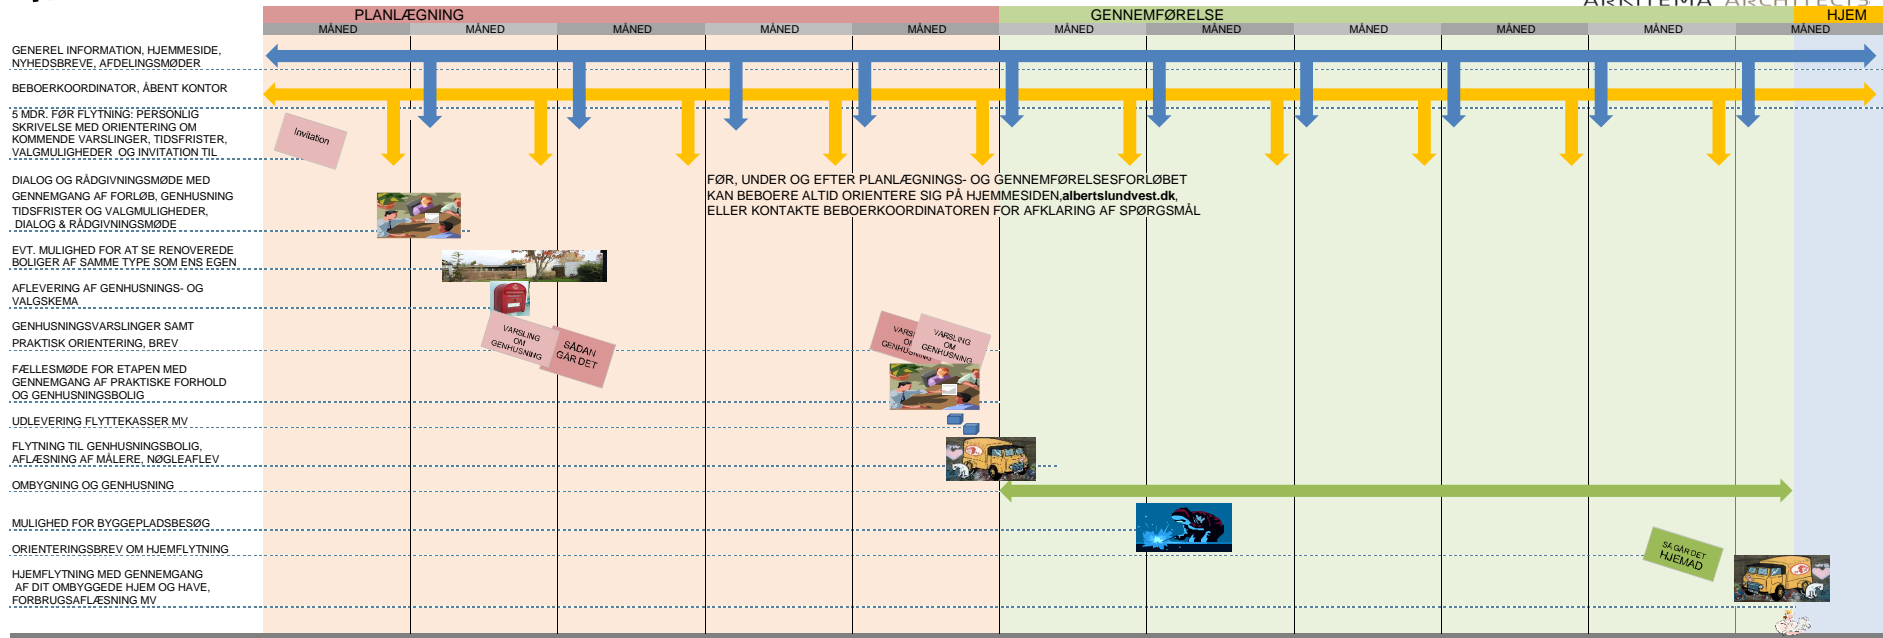 ARKITEMA ARCHITECTS
PLANLÆGNING
GENNEMFØRELSE
HJEM
MÅNED MÅNED MÅNED MÅNED MÅNED MÅNED MÅNED MÅNED MÅNED MÅNED MÅNED
GENEREL INFORMATION, HJEMMESIDE,
NYHEDSBREVE, AFDELINGSMØDER
BEBOERKOORDINATOR, ÅBENT KONTOR
5 MDR. FØR FLYTNING: PERSONLIG
SKRIVELSE MED ORIENTERING OM
KOMMENDE VARSLINGER, TIDSFRISTER,
VALGMULIGHEDER OG INVITATION TIL
Invitation
DIALOG OG RÅDGIVNINGSMØDE MED
GENNEMGANG AF FORLØB, GENHUSNING
TIDSFRISTER OG VALGMULIGHEDER,
DIALOG & RÅDGIVNINGSMØDE
FØR, UNDER OG EFTER PLANLÆGNINGS- OG GENNEMFØRELSESFORLØBET
KAN BEBOERE ALTID ORIENTERE SIG PÅ HJEMMESIDEN,albertslundvest.dk,
ELLER KONTAKTE BEBOERKOORDINATOREN FOR AFKLARING AF SPØRGSMÅL
EVT. MULIGHED FOR AT SE RENOVEREDE
BOLIGER AF SAMME TYPE SOM ENS EGEN
AFLEVERING AF GENHUSNINGS- OG
VALGSKEMA
GENHUSNINGSVARSLINGER SAMT
PRAKTISK ORIENTERING, BREV
VARSLING
OM
GENHUSNING
SÅDAN
GÅR DET
VARSLING
OM
GENHUSNING
VARSLING
OM
GENHUSNING
FÆLLESMØDE FOR ETAPEN MED
GENNEMGANG AF PRAKTISKE FORHOLD
OG GENHUSNINGSBOLIG
UDLEVERING FLYTTEKASSER MV
FLYTNING TIL GENHUSNINGSBOLIG,
AFLÆSNING AF MÅLERE, NØGLEAFLEV
OMBYGNING OG GENHUSNING
MULIGHED FOR BYGGEPLADSBESØG
ORIENTERINGSBREV OM HJEMFLYTNING
SÅ GÅR DET
HJEMAD
HJEMFLYTNING MED GENNEMGANG
AF DIT OMBYGGEDE HJEM OG HAVE,
FORBRUGSAFLÆSNING MV